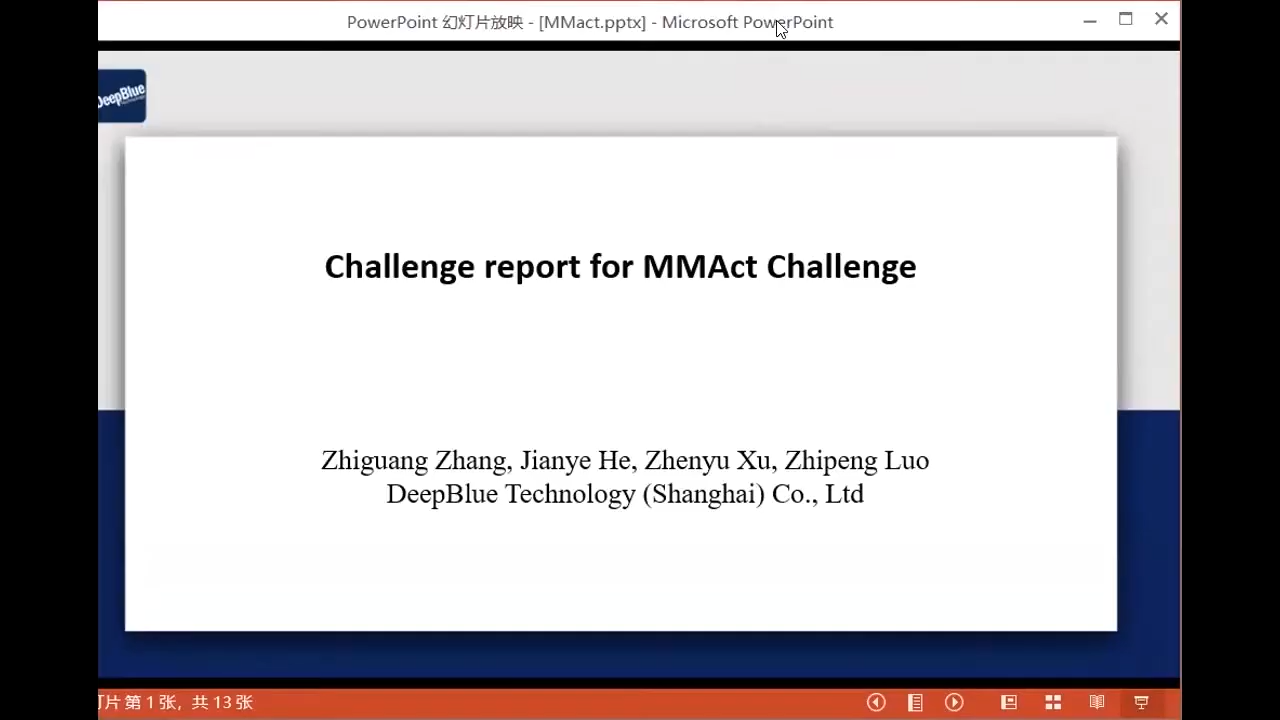 PowerPoint 幻灯片放映 - [MMact.pptx] - Microsoft PowerPoint
DeepBlue
Challenge report for MMAct Challenge
Zhiguang Zhang, Jianye He, Zhenyu Xu, Zhipeng Luo
DeepBlue Technology (Shanghai) Co., Ltd
片 第 1 张，共 13 张